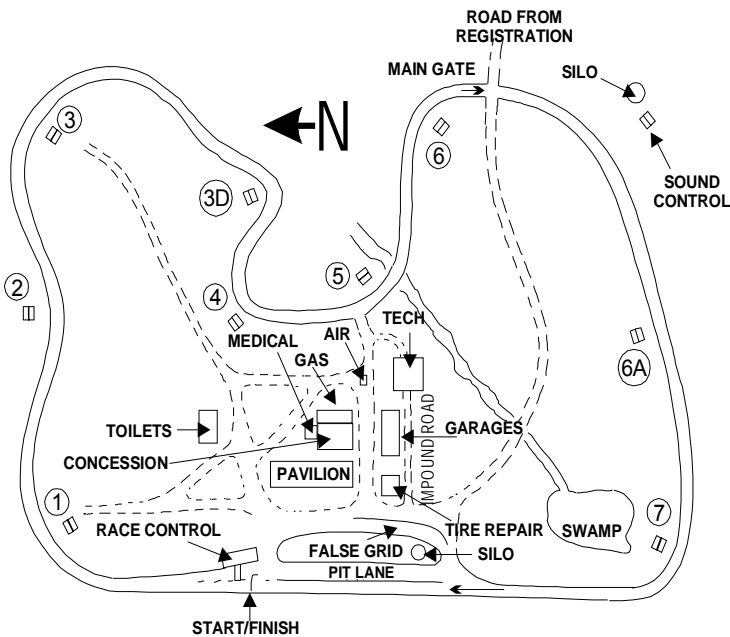 ROAD FROM
REGISTRATION
MAIN GATE
SILO
3
N
6
SOUND
CONTROL
3D
5
2
4
TECH
AIR
MEDICAL
GAS
6A
TOILETS
GARAGES
CONCESSION
PAVILION
MPOUND ROAD
1
RACE CONTROL
TIRE REPAIR
SWAMP
7
FALSE GRID
SILO
PIT LANE
START/FINISH